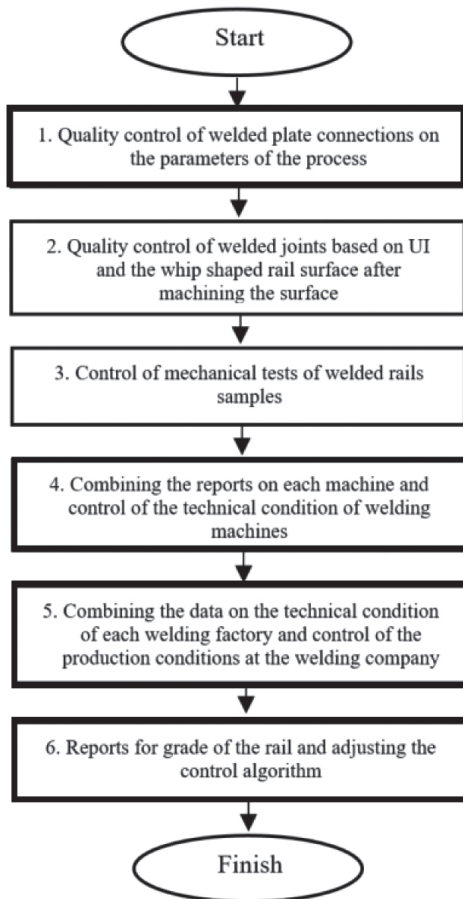 Start
1. Quality control of welded plate connections on
the parameters of the process
2. Quality control of welded joints based on UI
and the whip shaped rail surface after
machining the surface
3. Control of mechanical tests of welded rails
samples
4. Combining the reports on each machine and
control of the technical condition of welding
machines
5. Combining the data on the technical condition
of each welding factory and control of the
production conditions at the welding company
6. Reports for grade of the rail and adjusting the
control algorithm
Finish